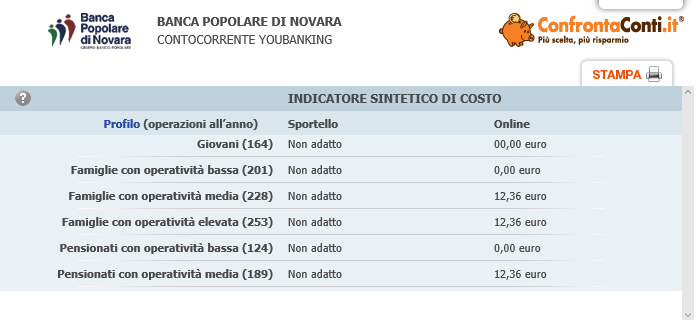 Banca
Popolare
di Novara
GRUPPO BANCO POPOLARE
BANCA POPOLARE DI NOVARA
CONTOCORRENTE YOUBANKING
ConfrontaConti.it®
Più scelta, più risparmio
STAMPA
? INDICATORE SINTETICO DI COSTO
Profilo (operazioni all'anno) Sportello Online
Giovani (164) Non adatto 00,00 euro
Famiglie con operatività bassa (201) Non adatto 0,00 euro
Famiglie con operatività media (228) Non adatto 12,36 euro
Famiglie con operatività elevata (253) Non adatto 12,36 euro
Pensionati con operatività bassa (124) Non adatto 0,00 euro
Pensionati con operatività media (189) Non adatto 12,36 euro